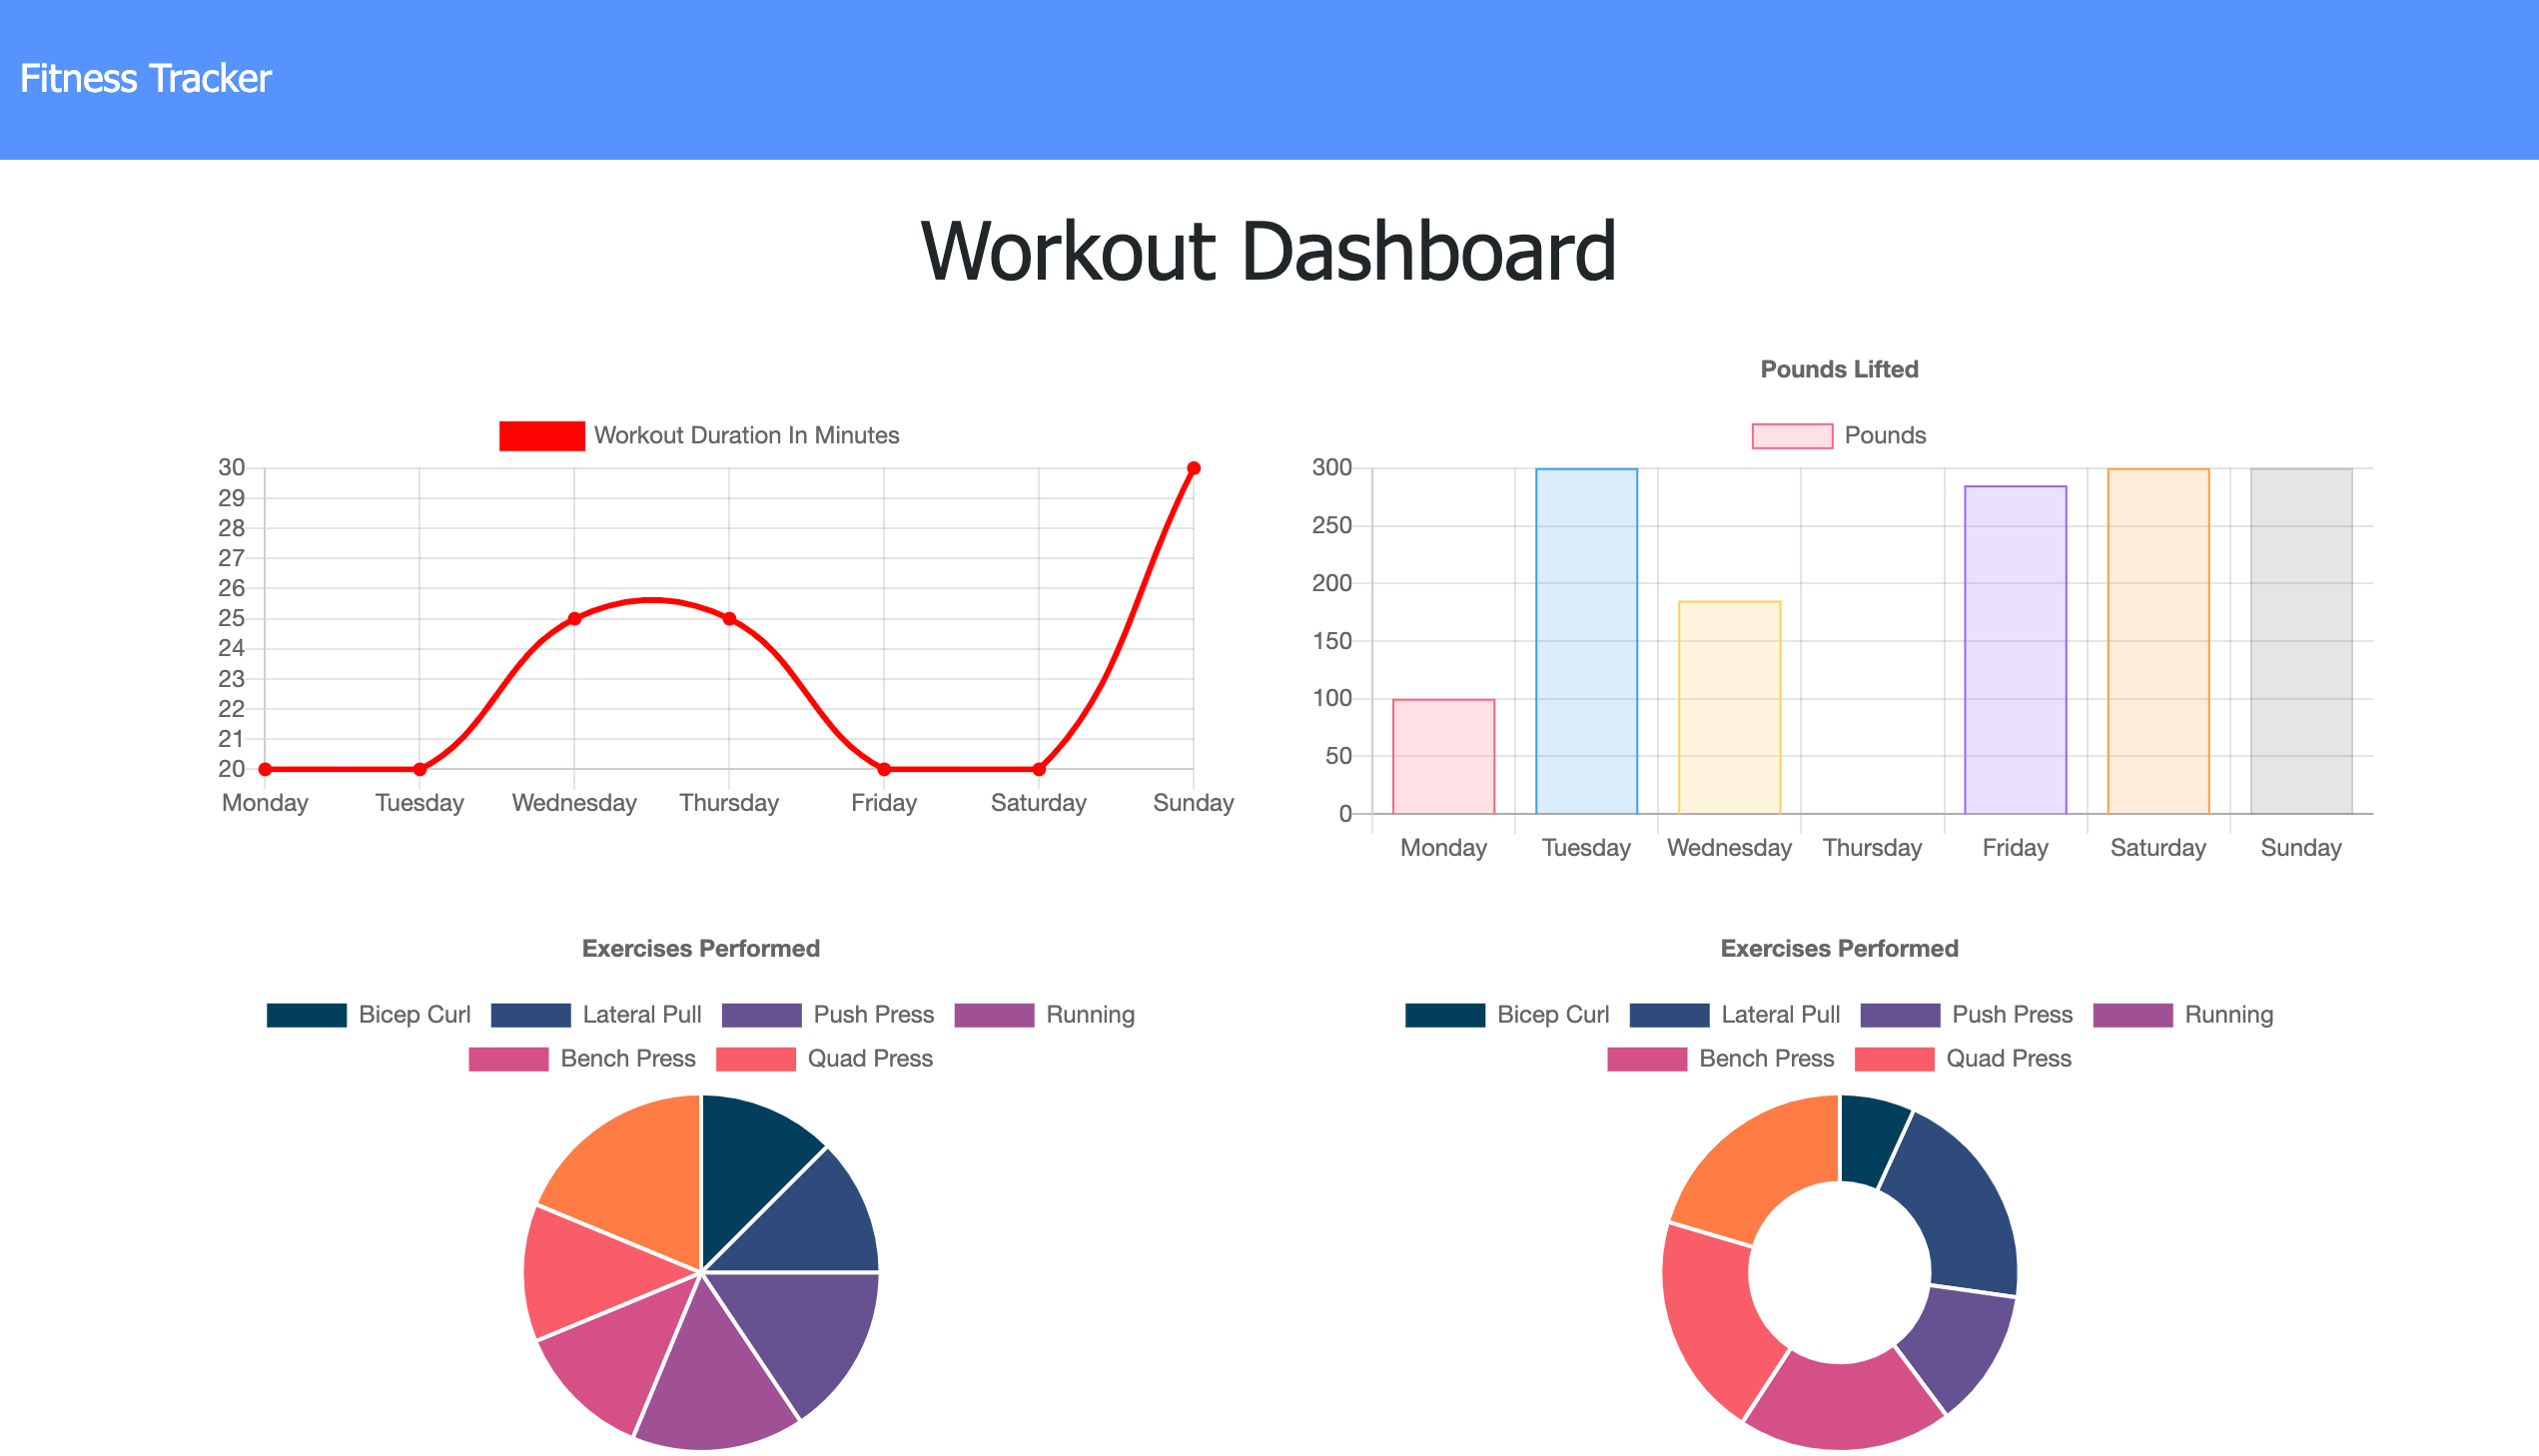 Fitness Tracker
Workout Dashboard
Workout Duration In Minutes
30
29
28
27
26
25
24
23
22
21
20
Monday Tuesday Wednesday Thursday Friday Saturday Sunday
Pounds Lifted
Pounds
300
250
200
150
100
50
0
Monday Tuesday Wednesday Thursday Friday Saturday Sunday
Exercises Performed
Bicep Curl Lateral Pull Push Press Running
Bench Press Quad Press
Exercises Performed
Bicep Curl Lateral Pull Push Press Running
Bench Press Quad Press